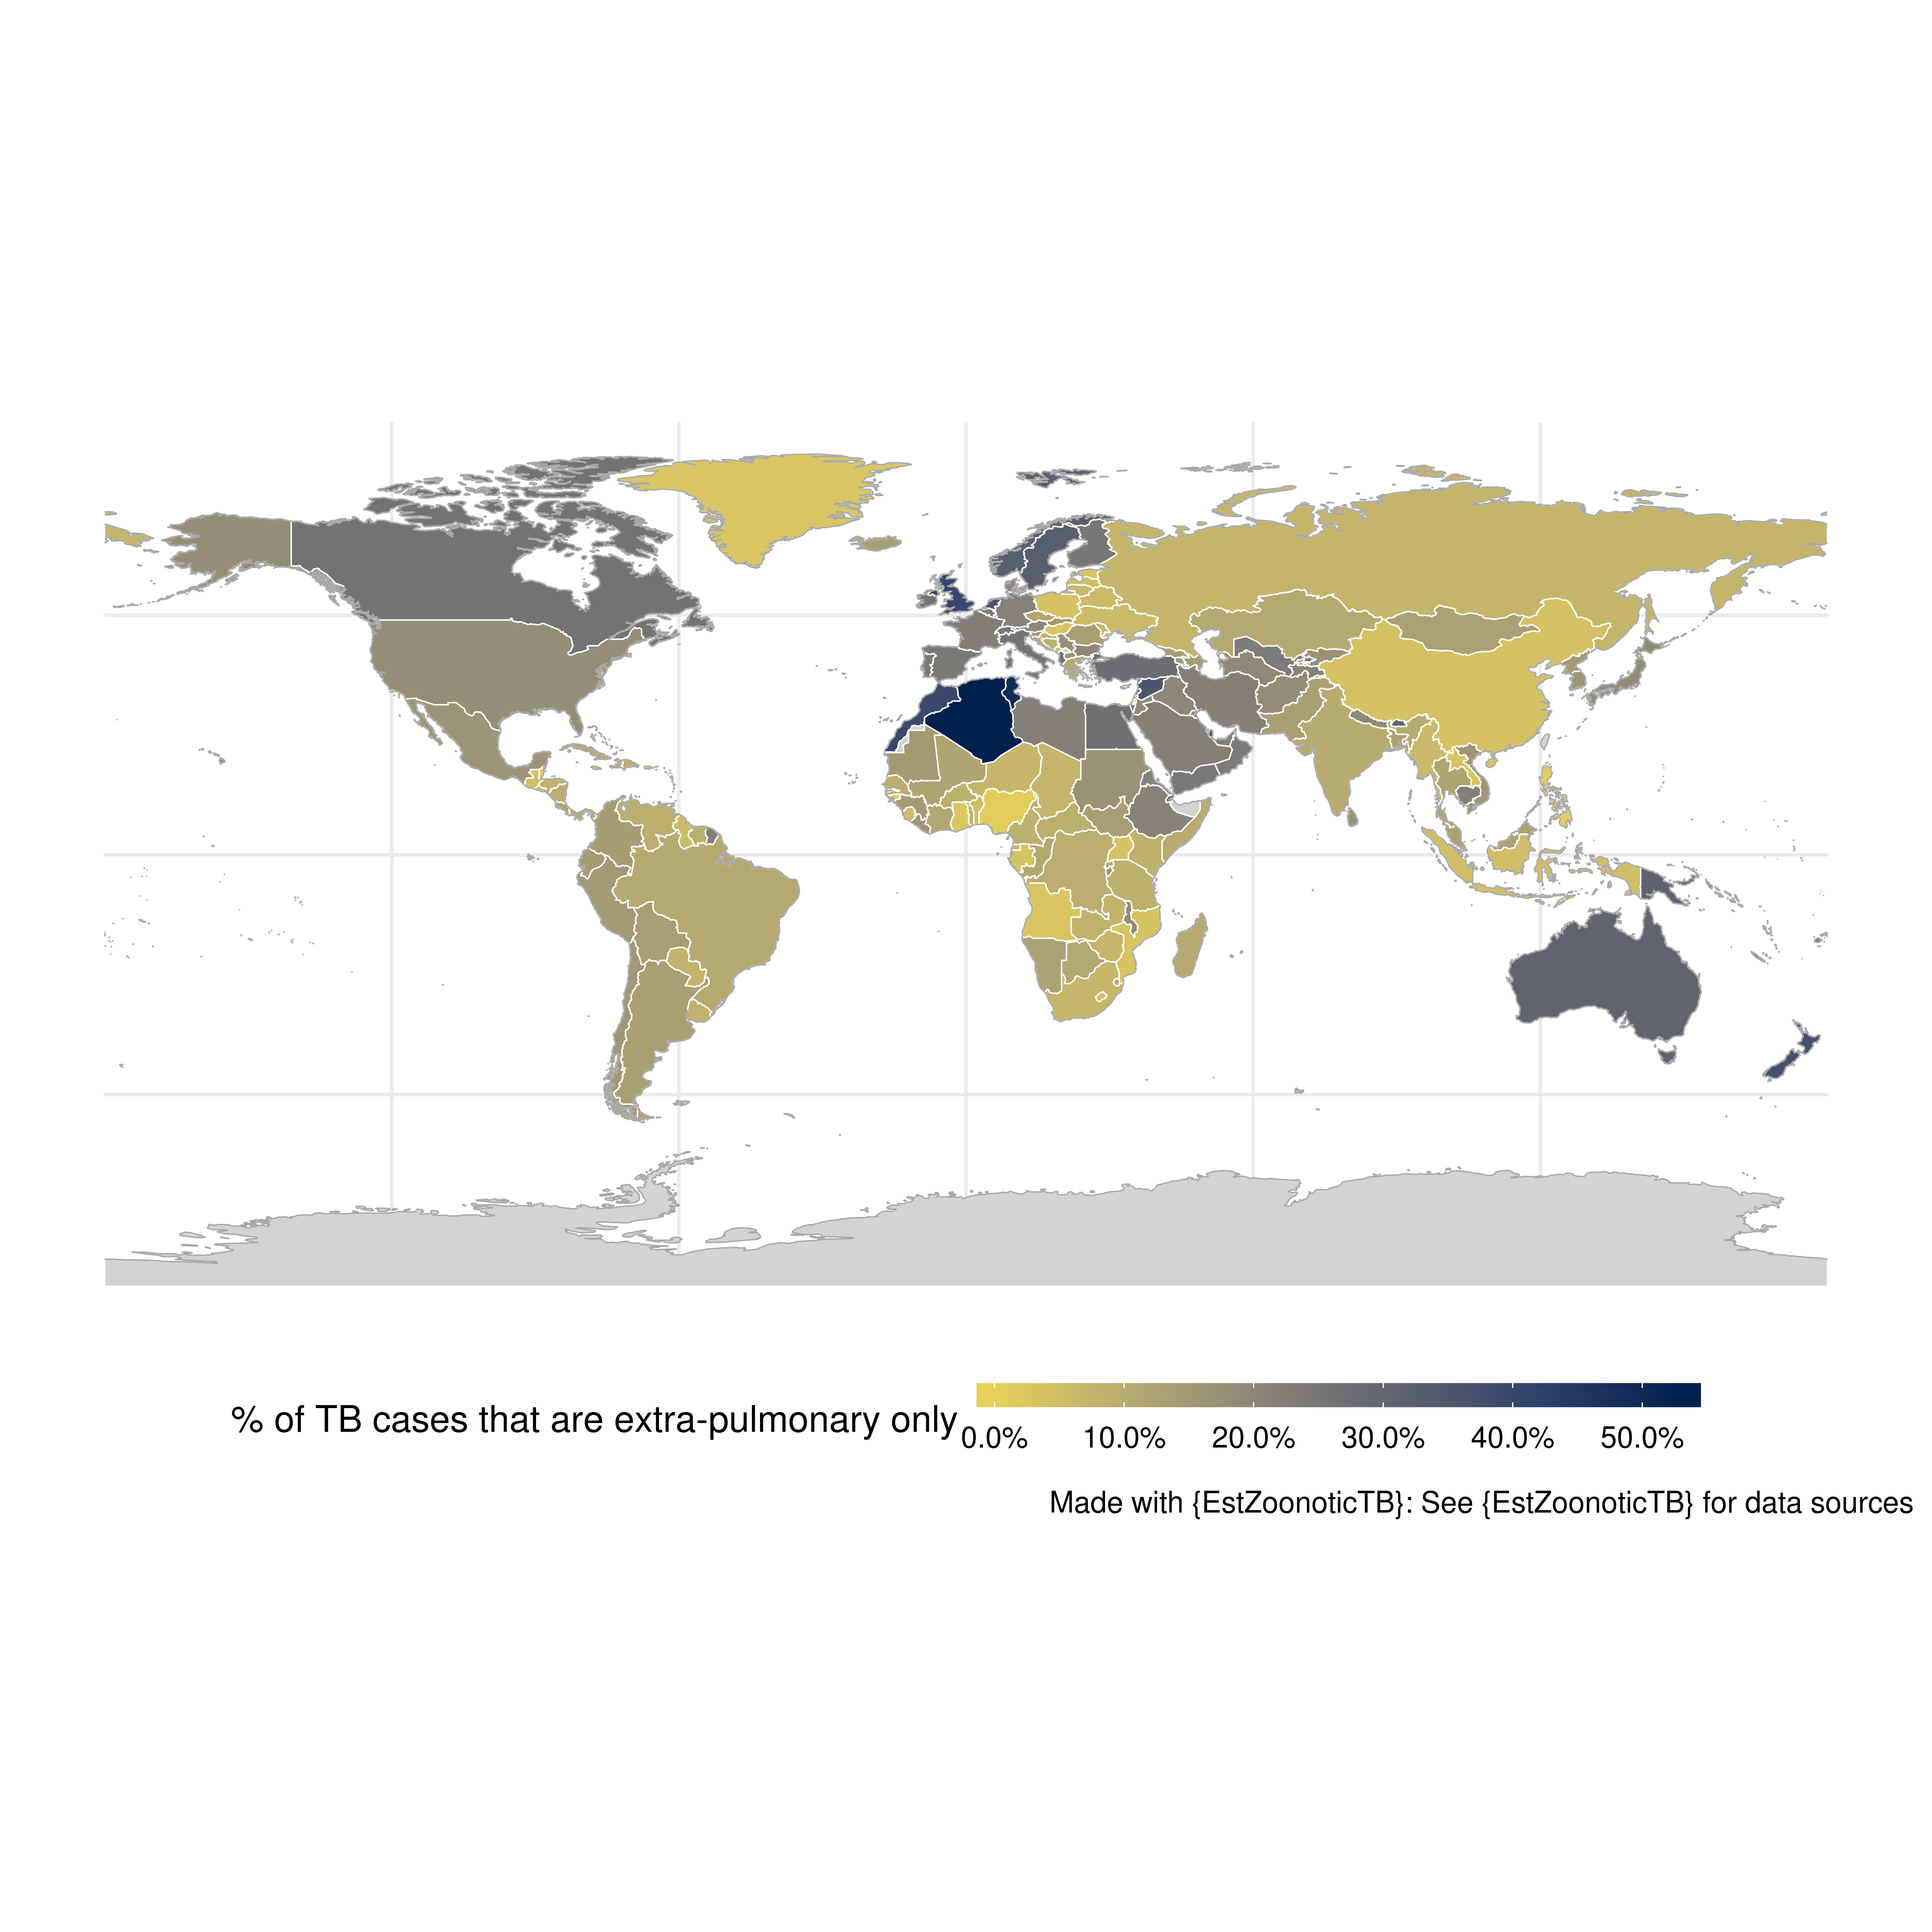 % of TB cases that are extra-pulmonary only
0.0% 10.0% 20.0% 30.0% 40.0% 50.0%
Made with {EstZoonoticTB}: See {EstZoonoticTB} for data sources